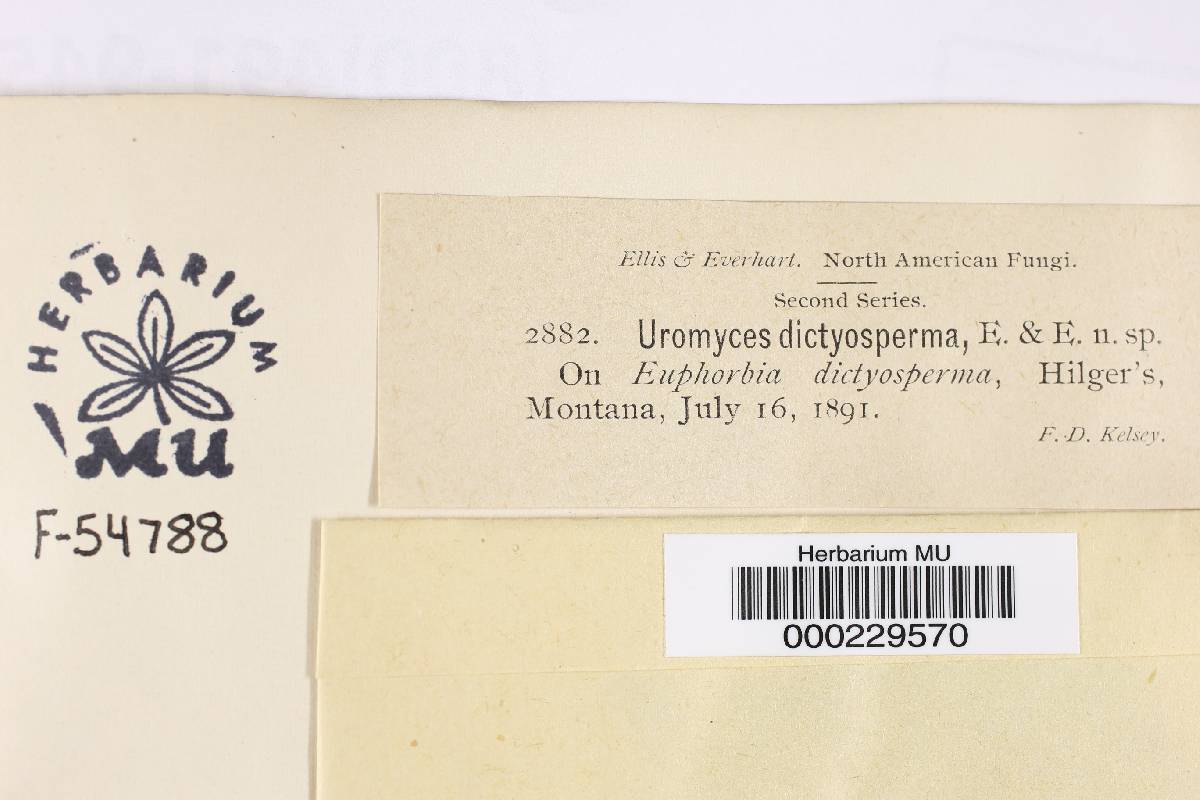 HERBARIUM
MU
F-54788
Ellis & Everhart. North American Fungi.
Second Series.
2882. Uromyces dictyosperma, E. & E. n. sp.
On Euphorbia dictyosperma, Hilger's,
Montana, July 16, 1891.
F. D. Kelsey.
Herbarium MU
000229570